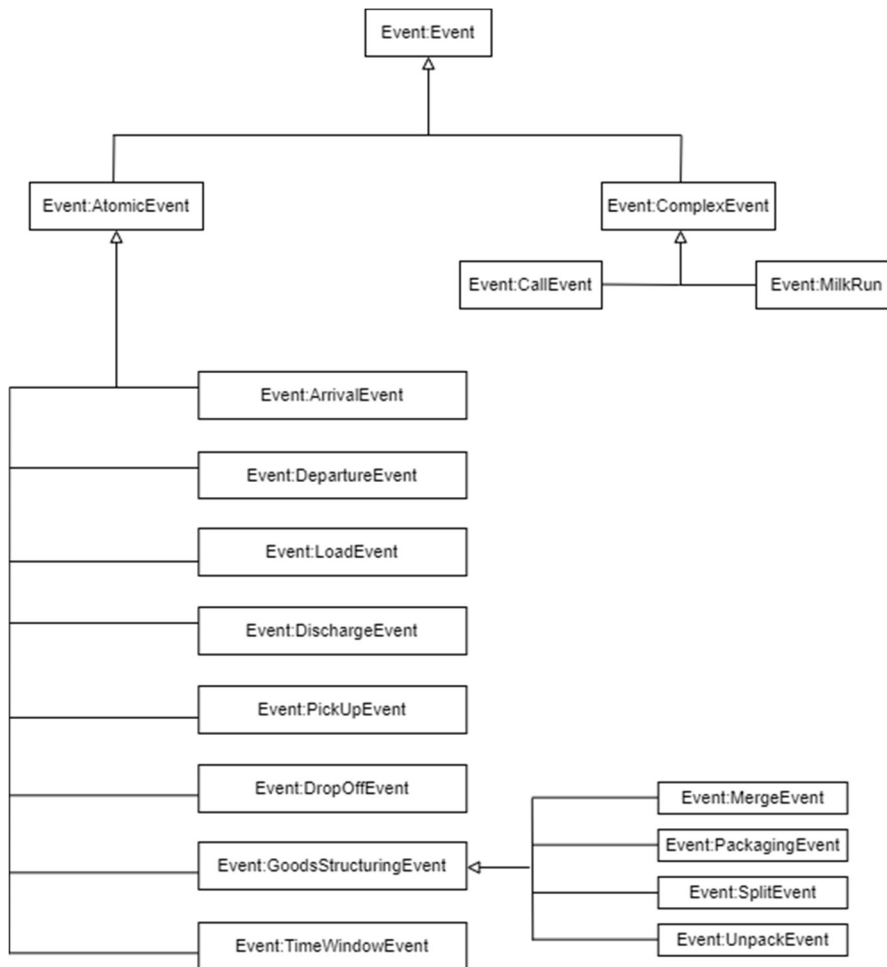 Event:Event
Event:AtomicEvent
Event:ComplexEvent
Event:CallEvent
Event:MilkRun
Event:ArrivalEvent
Event:DepartureEvent
Event:LoadEvent
Event:DischargeEvent
Event:PickUpEvent
Event:DropOffEvent
Event:MergeEvent
Event:PackagingEvent
Event:GoodsStructuringEvent
Event:SplitEvent
Event:TimeWindowEvent
Event:UnpackEvent